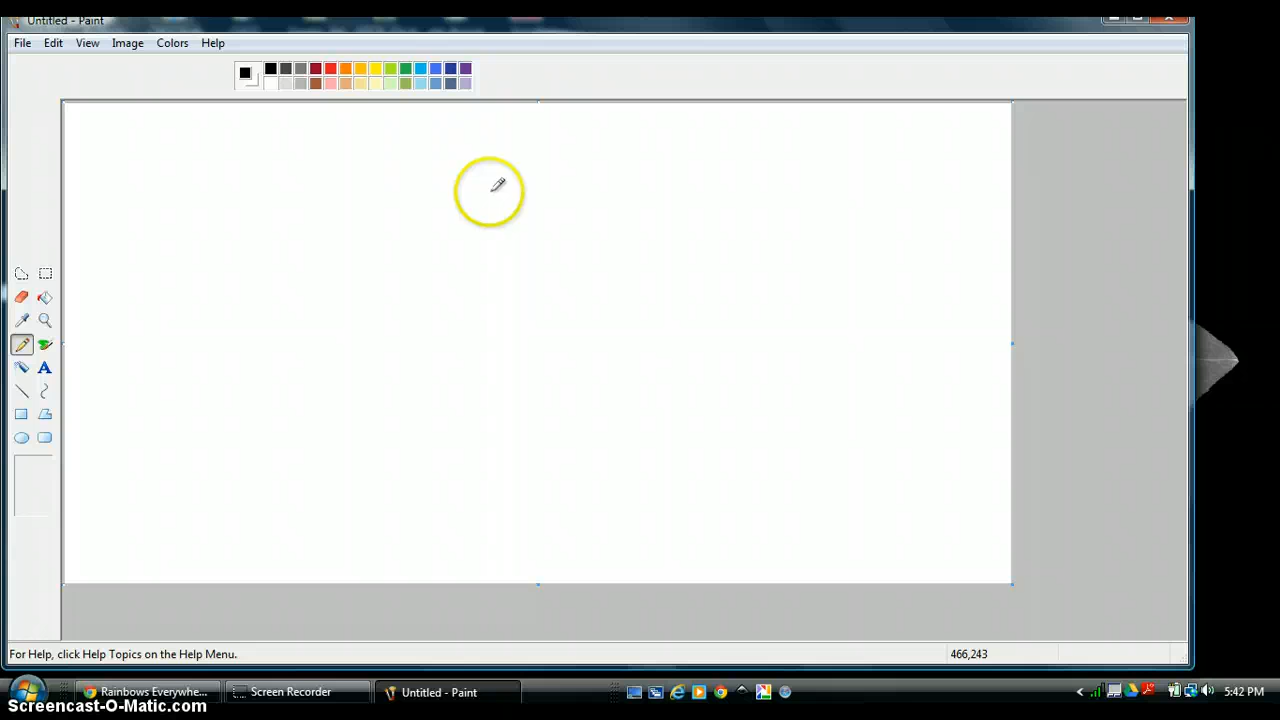 Untitled - Paint
File Edit View Image Colors Help
A
For Help, click Help Topics on the Help Menu.
466,243
Rainbows Everywhe...
Screen Recorder
Untitled - Paint
5:42 PM
Screencast-O-Matic.com